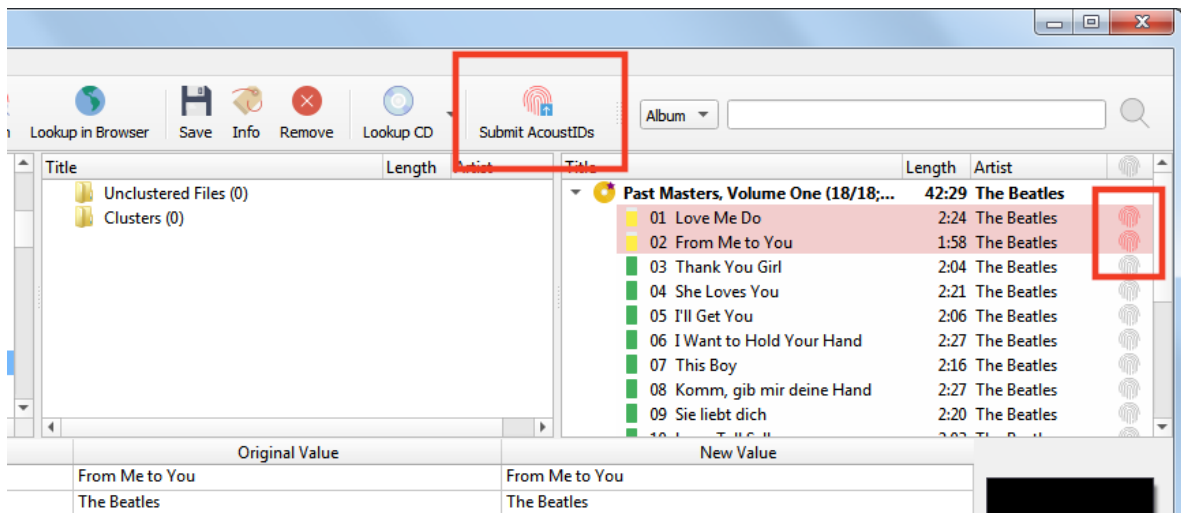 Lookup in Browser Save Info Remove Lookup CD Submit AcoustIDs Album
Title Length Artist
Unclustered Files (0)
Clusters (0)
Title Length Artist
Past Masters, Volume One (18/18;... 42:29 The Beatles
01 Love Me Do 2:24 The Beatles
02 From Me to You 1:58 The Beatles
03 Thank You Girl 2:04 The Beatles
04 She Loves You 2:21 The Beatles
05 I'll Get You 2:06 The Beatles
06 I Want to Hold Your Hand 2:27 The Beatles
07 This Boy 2:16 The Beatles
08 Komm, gib mir deine Hand 2:27 The Beatles
09 Sie liebt dich 2:20 The Beatles
Original Value New Value
From Me to You From Me to You
The Beatles The Beatles